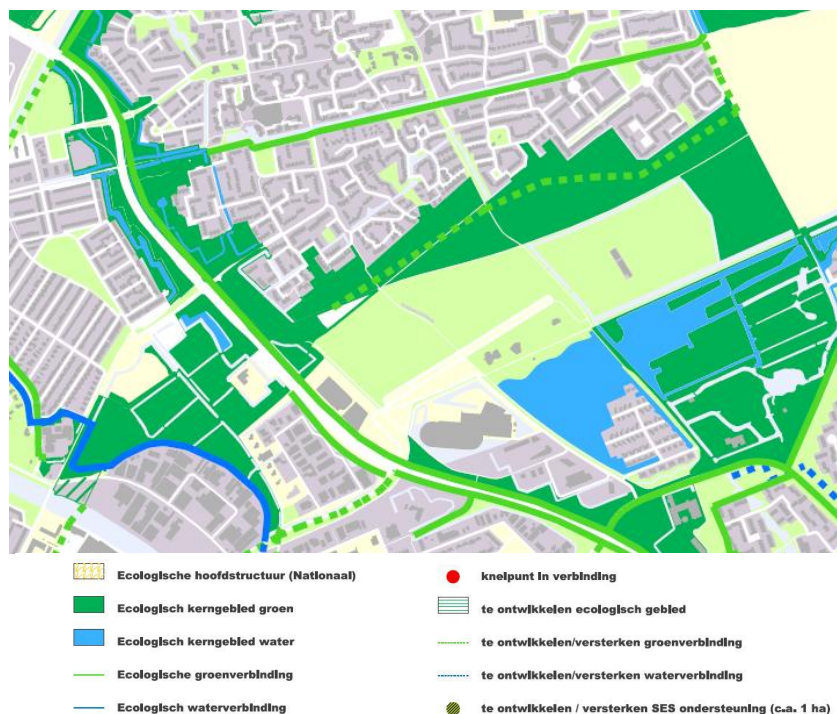 Ecologische hoofdstructuur (Nationaal)
Ecologisch kerngebied groen
Ecologisch kerngebied water
Ecologische groenverbinding
Ecologisch waterverbinding
knelpunt in verbinding
te ontwikkelen ecologisch gebied
te ontwikkelen/versterken groenverbinding
te ontwikkelen/versterken waterverbinding
te ontwikkelen / versterken SES ondersteuning (c.a. 1 ha)